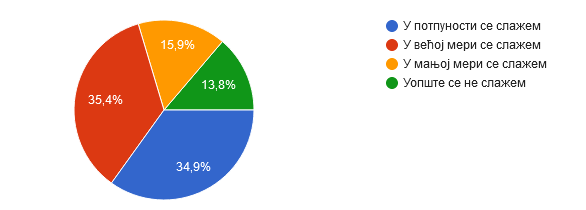 У потпуности се слажем
У већој мери се слажем
У мањој мери се слажем
Уопште се не слажем
15,9%
13,8%
35,4%
34,9%